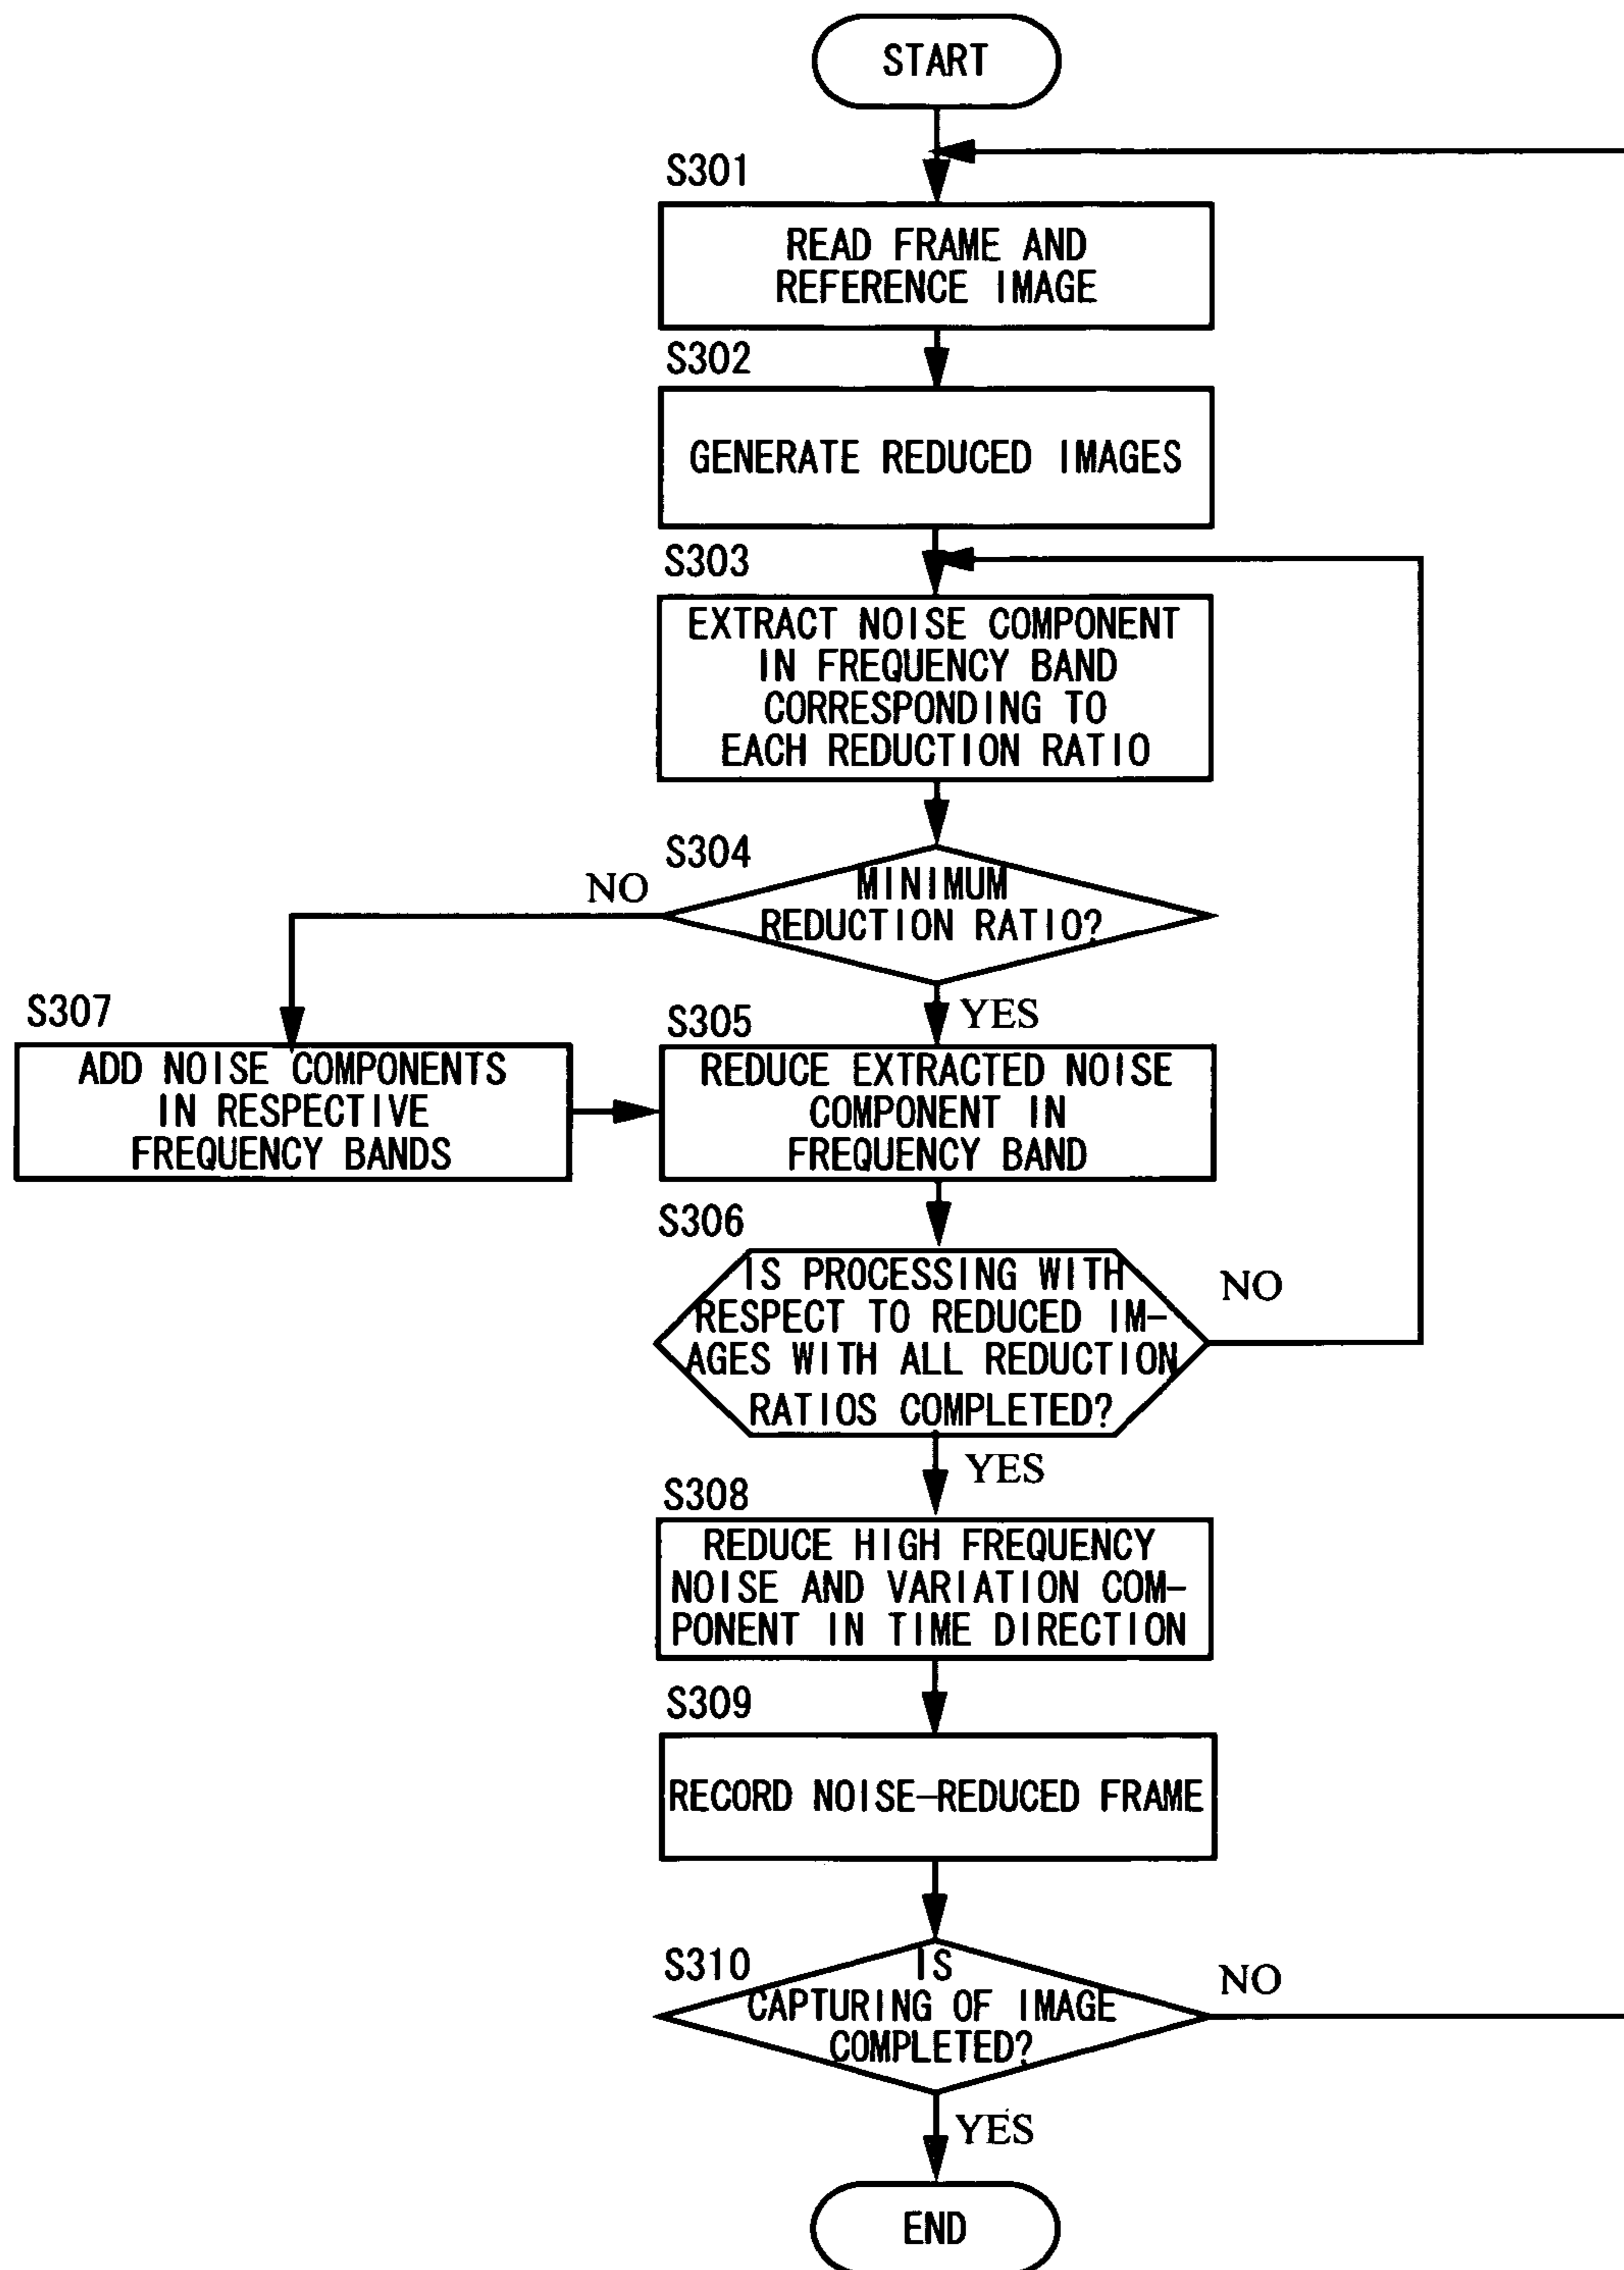 START
S301
READ FRAME AND
REFERENCE IMAGE
S302
GENERATE REDUCED IMAGES
S303
EXTRACT NOISE COMPONENT
IN FREQUENCY BAND
CORRESPONDING TO
EACH REDUCTION RATIO
S304
NO
MINIMUM
REDUCTION RATIO?
YES
S307
ADD NOISE COMPONENTS
IN RESPECTIVE
FREQUENCY BANDS
S305
REDUCE EXTRACTED NOISE
COMPONENT IN
FREQUENCY BAND
S306
IS PROCESSING WITH
RESPECT TO REDUCED IM-
AGES WITH ALL REDUCTION
RATIOS COMPLETED?
NO
YES
S308
REDUCE HIGH FREQUENCY
NOISE AND VARIATION COM-
PONENT IN TIME DIRECTION
S309
RECORD NOISE-REDUCED FRAME
S310
IS
CAPTURING OF IMAGE
COMPLETED?
NO
YES
END